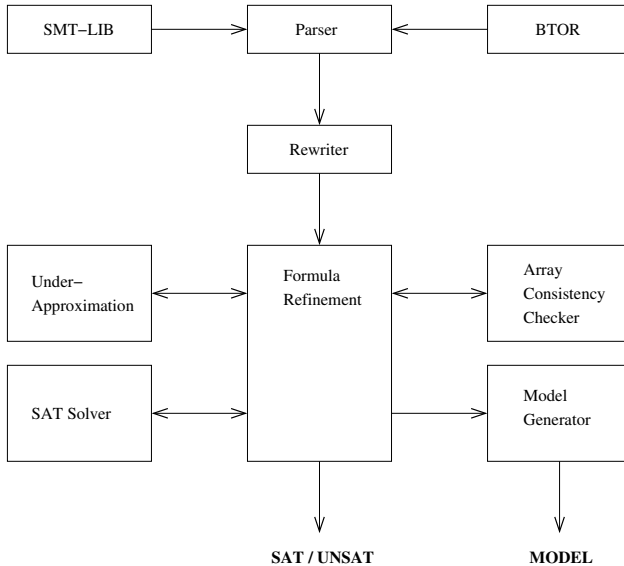 SMT−LIB
Parser
BTOR
Rewriter
Under−
Approximation
Formula
Refinement
Array
Consistency
Checker
SAT Solver
Model
Generator
SAT / UNSAT
MODEL